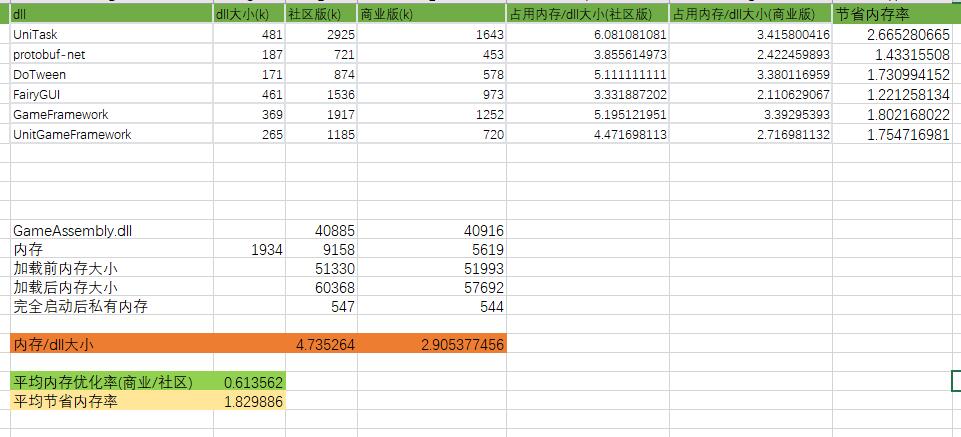 dll dll大小(k) 社区版(k) 商业版(k) 占用内存/dll大小(社区版) 占用内存/dll大小(商业版) 节省内存率
UniTask 481 2925 1643 6.081081081 3.415800416 2.665280665
protobuf-net 187 721 453 3.855614973 2.422459893 1.43315508
DoTween 171 874 578 5.111111111 3.380116959 1.730994152
FairyGUI 461 1536 973 3.331887202 2.110629067 1.221258134
GameFramework 369 1917 1252 5.195121951 3.39295393 1.802168022
UnitGameFramework 265 1185 720 4.471698113 2.716981132 1.754716981
GameAssembly.dll 40885 40916
内存 1934 9158 5619
加载前内存大小 51330 51993
加载后内存大小 60368 57692
完全启动后私有内存 547 544
内存/dll大小 4.735264 2.905377456
平均内存优化率(商业/社区) 0.613562
平均节省内存率 1.829886